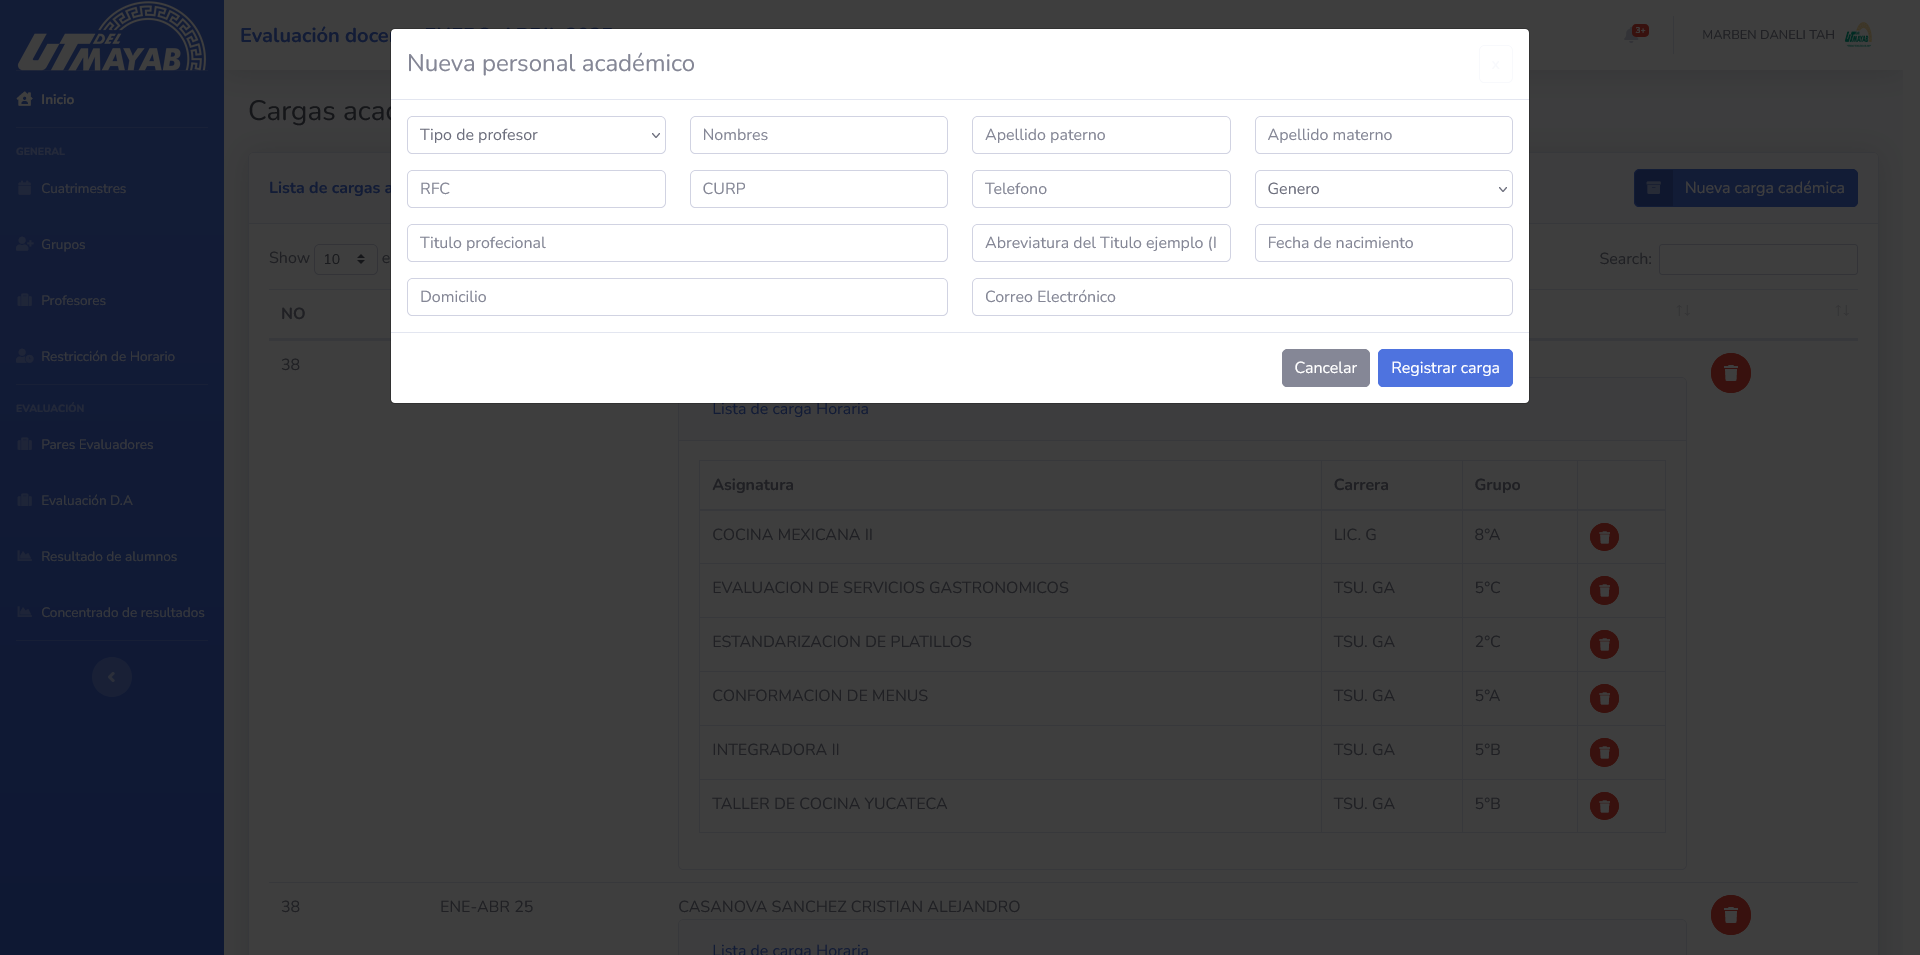 UT DEL MAYAB
Inicio
GENERAL
Cuatrimestres
Grupos
Profesores
Restricción de Horario
EVALUACIÓN
Pares Evaluadores
Evaluación D.A
Resultado de alumnos
Concentrado de resultados
Evaluación doce
3+
MARBEN DANELI TAH
Cargas aca
Nueva personal académico
Tipo de profesor
Nombres
Apellido paterno
Apellido materno
RFC
CURP
Telefono
Genero
Titulo profecional
Abreviatura del Titulo ejemplo (I
Fecha de nacimiento
Domicilio
Correo Electrónico
Cancelar
Registrar carga
Lista de cargas a
Nueva carga cadémica
Show 10 e
Search:
NO
38
Lista de carga Horaria
Asignatura Carrera Grupo
COCINA MEXICANA II LIC. G 8°A
EVALUACION DE SERVICIOS GASTRONOMICOS TSU. GA 5°C
ESTANDARIZACION DE PLATILLOS TSU. GA 2°C
CONFORMACION DE MENUS TSU. GA 5°A
INTEGRADORA II TSU. GA 5°B
TALLER DE COCINA YUCATECA TSU. GA 5°B
38 ENE-ABR 25 CASANOVA SANCHEZ CRISTIAN ALEJANDRO
Lista de carga Horaria